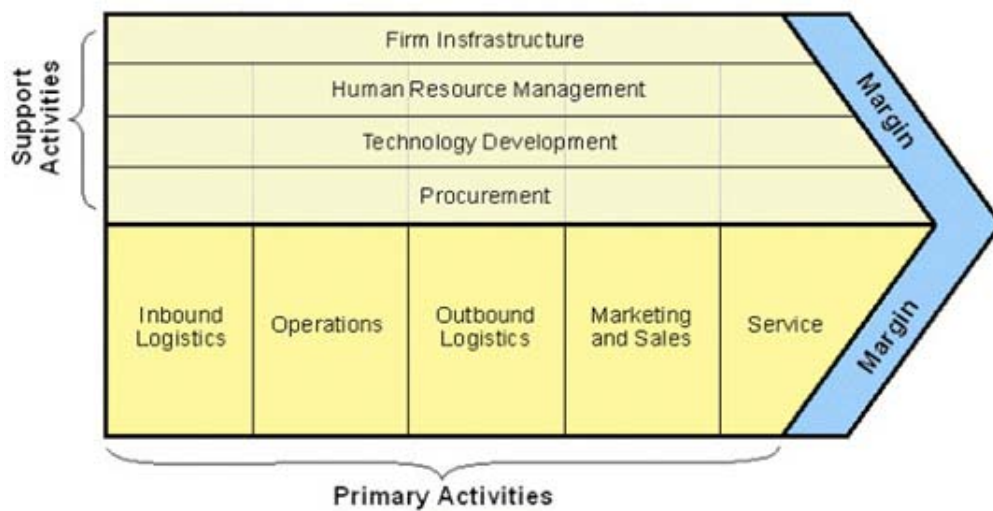 Support
Activities
Firm Insfrastructure
Human Resource Management
Technology Development
Procurement
Margin
Inbound
Logistics
Operations
Outbound
Logistics
Marketing
and Sales
Service
Margin
Primary Activities